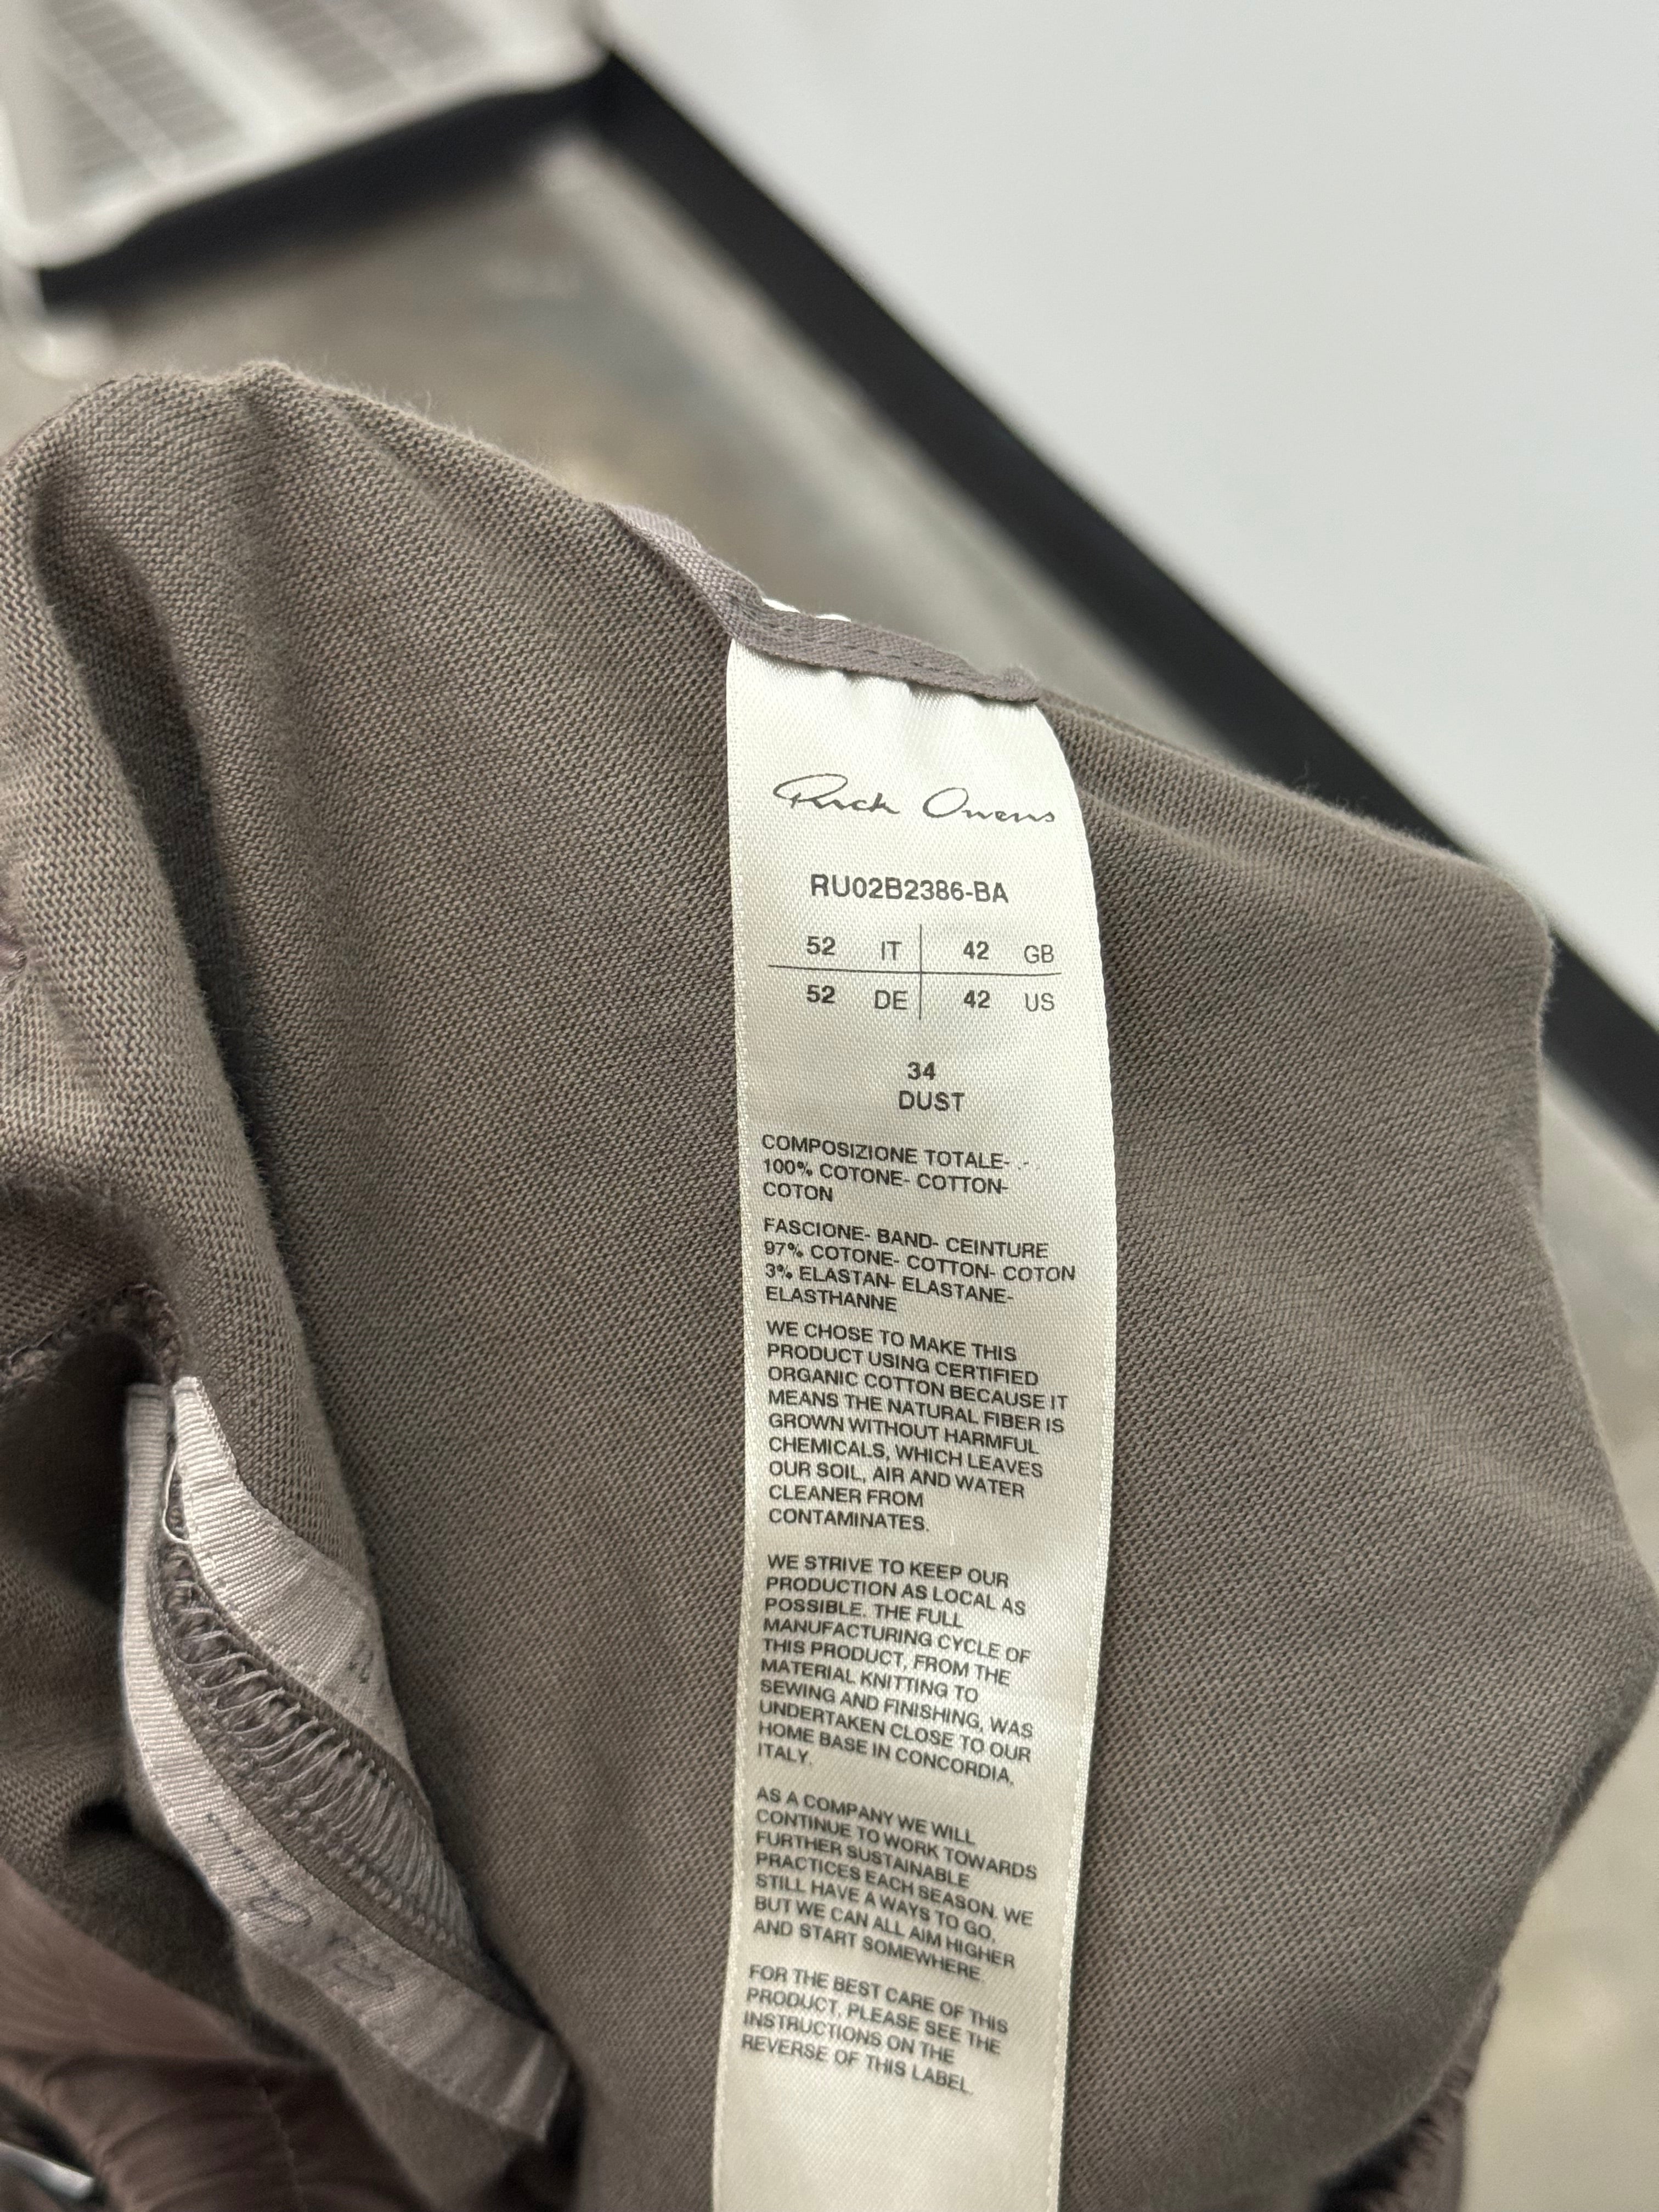 Rick Owens
RU02B2386-BA
52 IT 42 GB
52 DE 42 US
34
DUST
COMPOSIZIONE TOTALE-
100% COTONE- COTTON-
COTON
FASCIONE- BAND- CEINTURE
97% COTONE- COTTON- COTON
3% ELASTAN- ELASTANE-
ELASTHANNE
WE CHOSE TO MAKE THIS
PRODUCT USING CERTIFIED
ORGANIC COTTON BECAUSE IT
MEANS THE NATURAL FIBER IS
GROWN WITHOUT HARMFUL
CHEMICALS, WHICH LEAVES
OUR SOIL, AIR AND WATER
CLEANER FROM
CONTAMINATES.
WE STRIVE TO KEEP OUR
PRODUCTION AS LOCAL AS
POSSIBLE. THE FULL
MANUFACTURING CYCLE OF
THIS PRODUCT, FROM THE
MATERIAL KNITTING TO
SEWING AND FINISHING, WAS
UNDERTAKEN CLOSE TO OUR
HOME BASE IN CONCORDIA,
ITALY.
AS A COMPANY WE WILL
CONTINUE TO WORK TOWARDS
FURTHER SUSTAINABLE
PRACTICES EACH SEASON. WE
STILL HAVE A WAYS TO GO,
BUT WE CAN ALL AIM HIGHER
AND START SOMEWHERE.
FOR THE BEST CARE OF THIS
PRODUCT, PLEASE SEE THE
INSTRUCTIONS ON THE
REVERSE OF THIS LABEL.